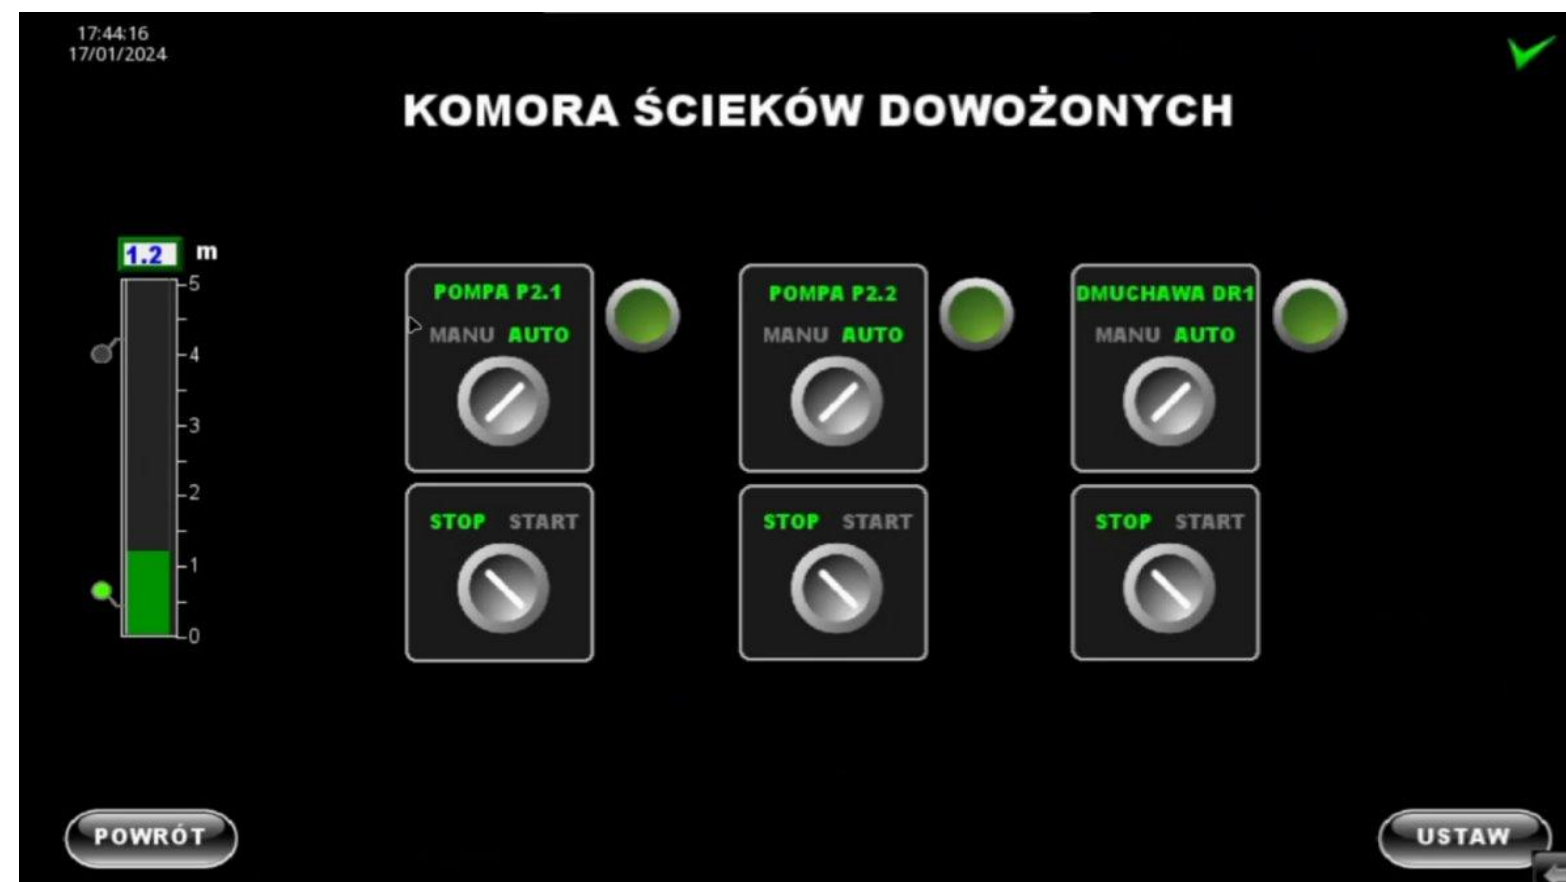 17:44:16
17/01/2024
KOMORA ŚCIEKÓW DOWOŻONYCH
1.2 m
5
4
3
2
1
0
POMPA P2.1
MANU AUTO
STOP START
POMPA P2.2
MANU AUTO
STOP START
DMUCHAWA DR1
MANU AUTO
STOP START
POWRÓT
USTAW